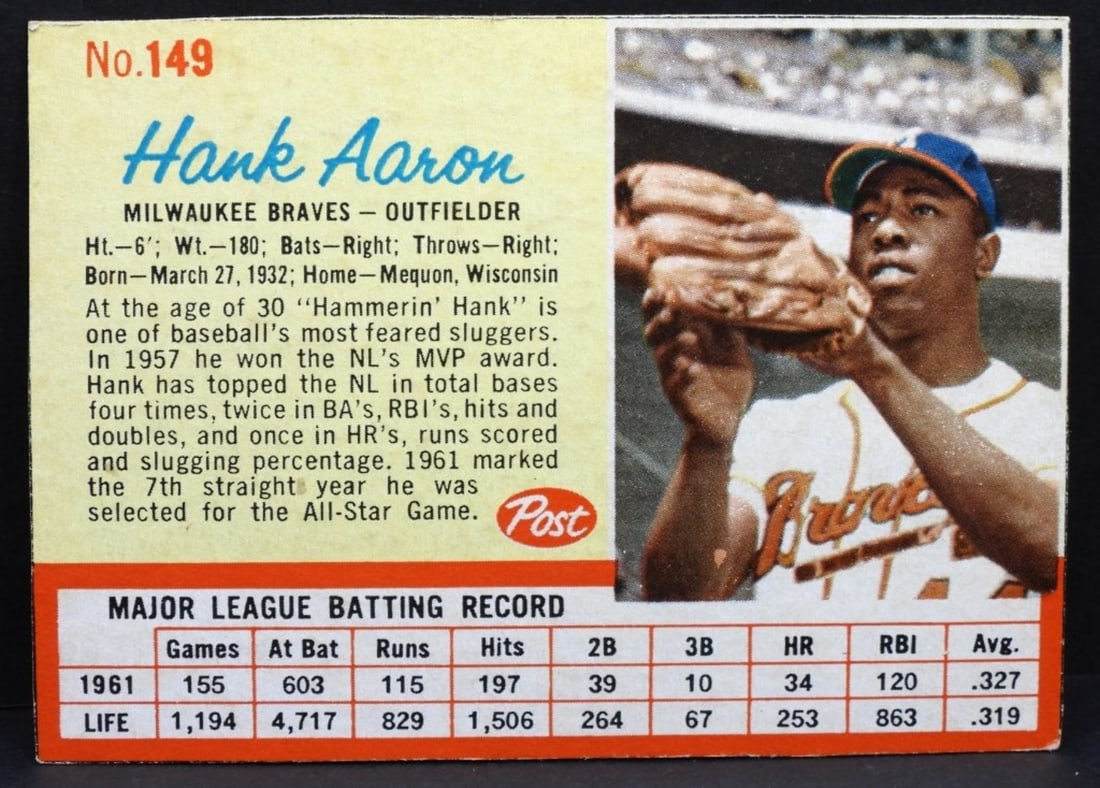 No.149
Hank Aaron
MILWAUKEE BRAVES – OUTFIELDER
Ht.–6'; Wt.–180; Bats–Right; Throws–Right;
Born–March 27, 1932; Home–Mequon, Wisconsin
At the age of 30 "Hammerin' Hank" is
one of baseball's most feared sluggers.
In 1957 he won the NL's MVP award.
Hank has topped the NL in total bases
four times, twice in BA's, RBI's, hits and
doubles, and once in HR's, runs scored
and slugging percentage. 1961 marked
the 7th straight year he was
selected for the All-Star Game.
Post
Braves
MAJOR LEAGUE BATTING RECORD
Games At Bat Runs Hits 2B 3B HR RBI Avg.
1961 155 603 115 197 39 10 34 120 .327
LIFE 1,194 4,717 829 1,506 264 67 253 863 .319